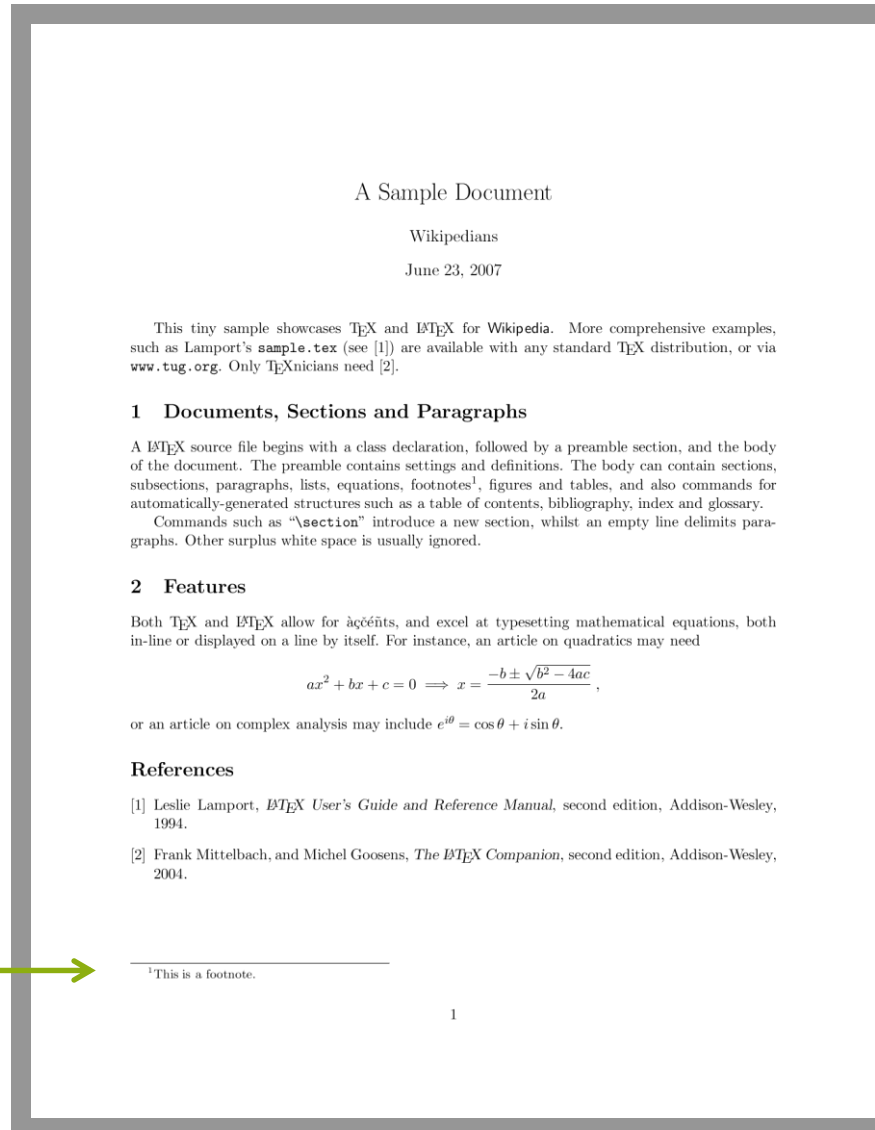 A Sample Document
Wikipedians
June 23, 2007
This tiny sample showcases TEX and LATEX for Wikipedia. More comprehensive examples,
such as Lamport's sample.tex (see [1]) are available with any standard TEX distribution, or via
www.tug.org. Only TEXnicians need [2].
1 Documents, Sections and Paragraphs
A LATEX source file begins with a class declaration, followed by a preamble section, and the body
of the document. The preamble contains settings and definitions. The body can contain sections,
subsections, paragraphs, lists, equations, footnotes¹, figures and tables, and also commands for
automatically-generated structures such as a table of contents, bibliography, index and glossary.
Commands such as “\section” introduce a new section, whilst an empty line delimits para-
graphs. Other surplus white space is usually ignored.
2 Features
Both TEX and LATEX allow for àçčéñts, and excel at typesetting mathematical equations, both
in-line or displayed on a line by itself. For instance, an article on quadratics may need
ax² + bx + c = 0 ⟹ x = (−b ± √(b² − 4ac)) / 2a ,
or an article on complex analysis may include e^{iθ} = cos θ + i sin θ.
References
[1] Leslie Lamport, LATEX User's Guide and Reference Manual, second edition, Addison-Wesley,
1994.
[2] Frank Mittelbach, and Michel Goosens, The LATEX Companion, second edition, Addison-Wesley,
2004.
¹This is a footnote.
1